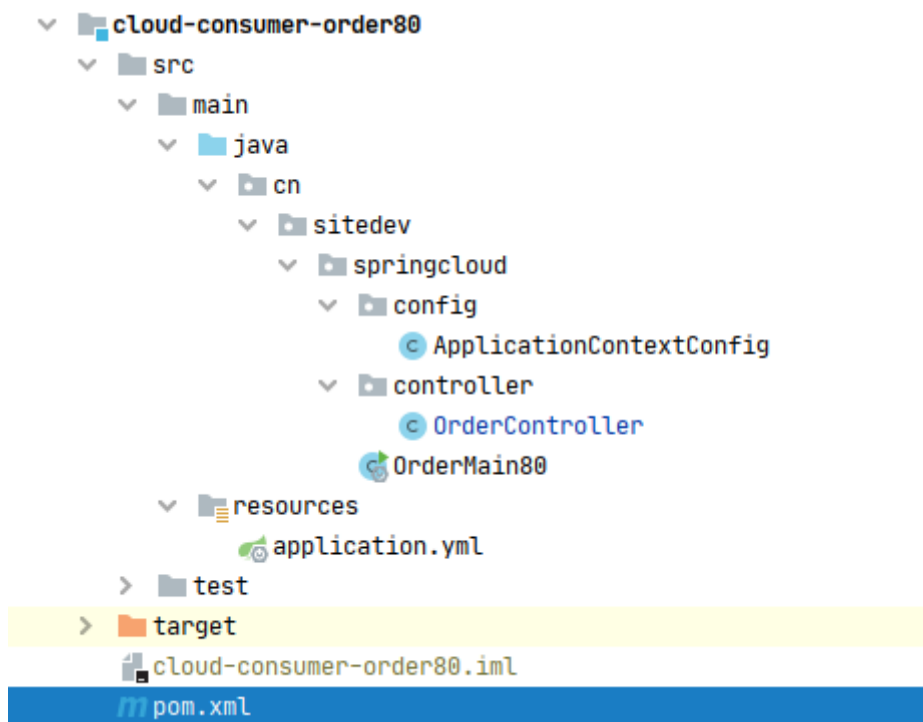 cloud-consumer-order80
src
main
java
cn
sitedev
springcloud
config
ApplicationContextConfig
controller
OrderController
OrderMain80
resources
application.yml
test
target
cloud-consumer-order80.iml
pom.xml